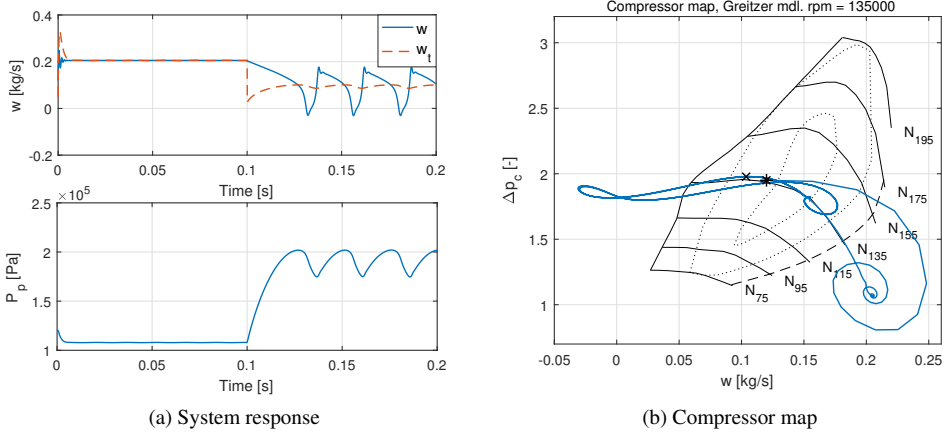 0.4
0.2
0
-0.2
w [kg/s]
w
w_t
0
0.05
0.1
0.15
0.2
Time [s]
×10^5
2.5
2
1.5
1
P_p [Pa]
0
0.05
0.1
0.15
0.2
Time [s]
(a) System response
Compressor map, Greitzer mdl. rpm = 135000
3
2.5
2
1.5
1
Δp_c [-]
N_195
N_175
N_155
N_135
N_115
N_95
N_75
-0.05
0
0.05
0.1
0.15
0.2
0.25
w [kg/s]
(b) Compressor map